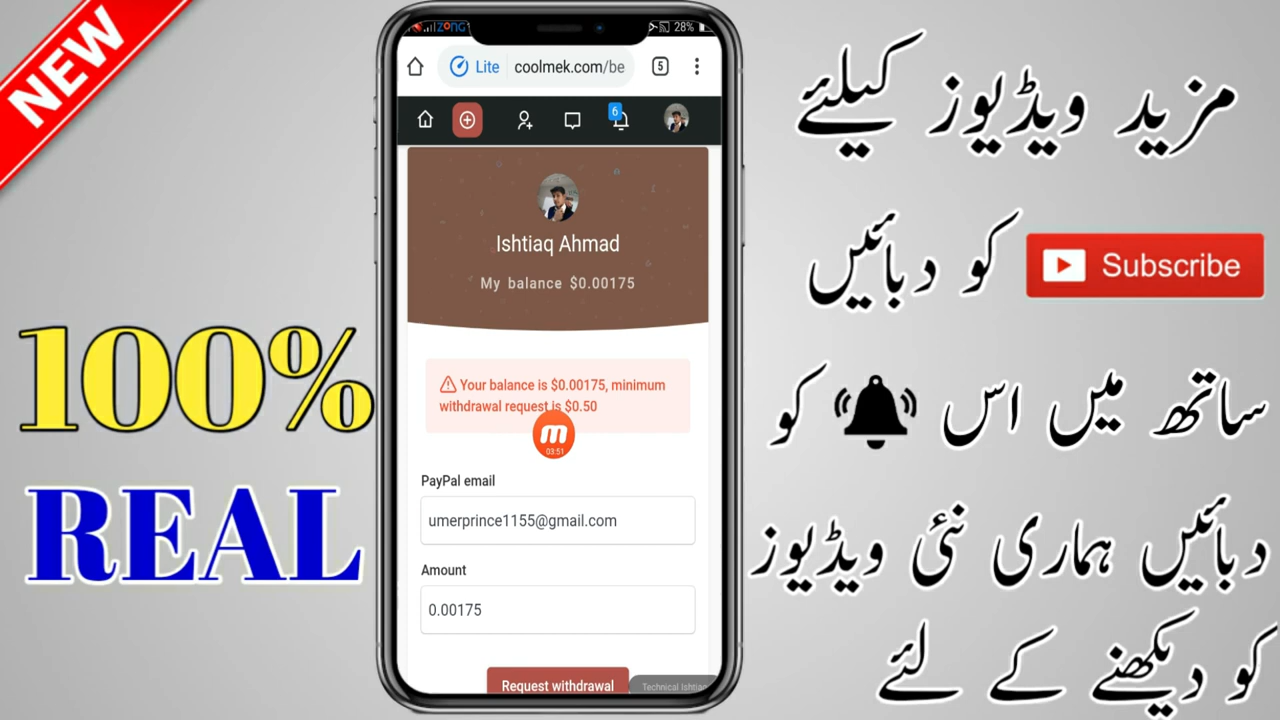 NEW
100%
REAL
ZONG
28%
Lite coolmek.com/be 5
6
Ishtiaq Ahmad
My balance $0.00175
Your balance is $0.00175, minimum
withdrawal request is $0.50
m
03:51
PayPal email
umerprince1155@gmail.com
Amount
0.00175
Request withdrawal
Technical Ishtia
مزید ویڈیوز کیلئے
Subscribe کو دبائیں
ساتھ میں اس کو
دبائیں ہماری نئی ویڈیوز
کو دیکھنے کے لئے